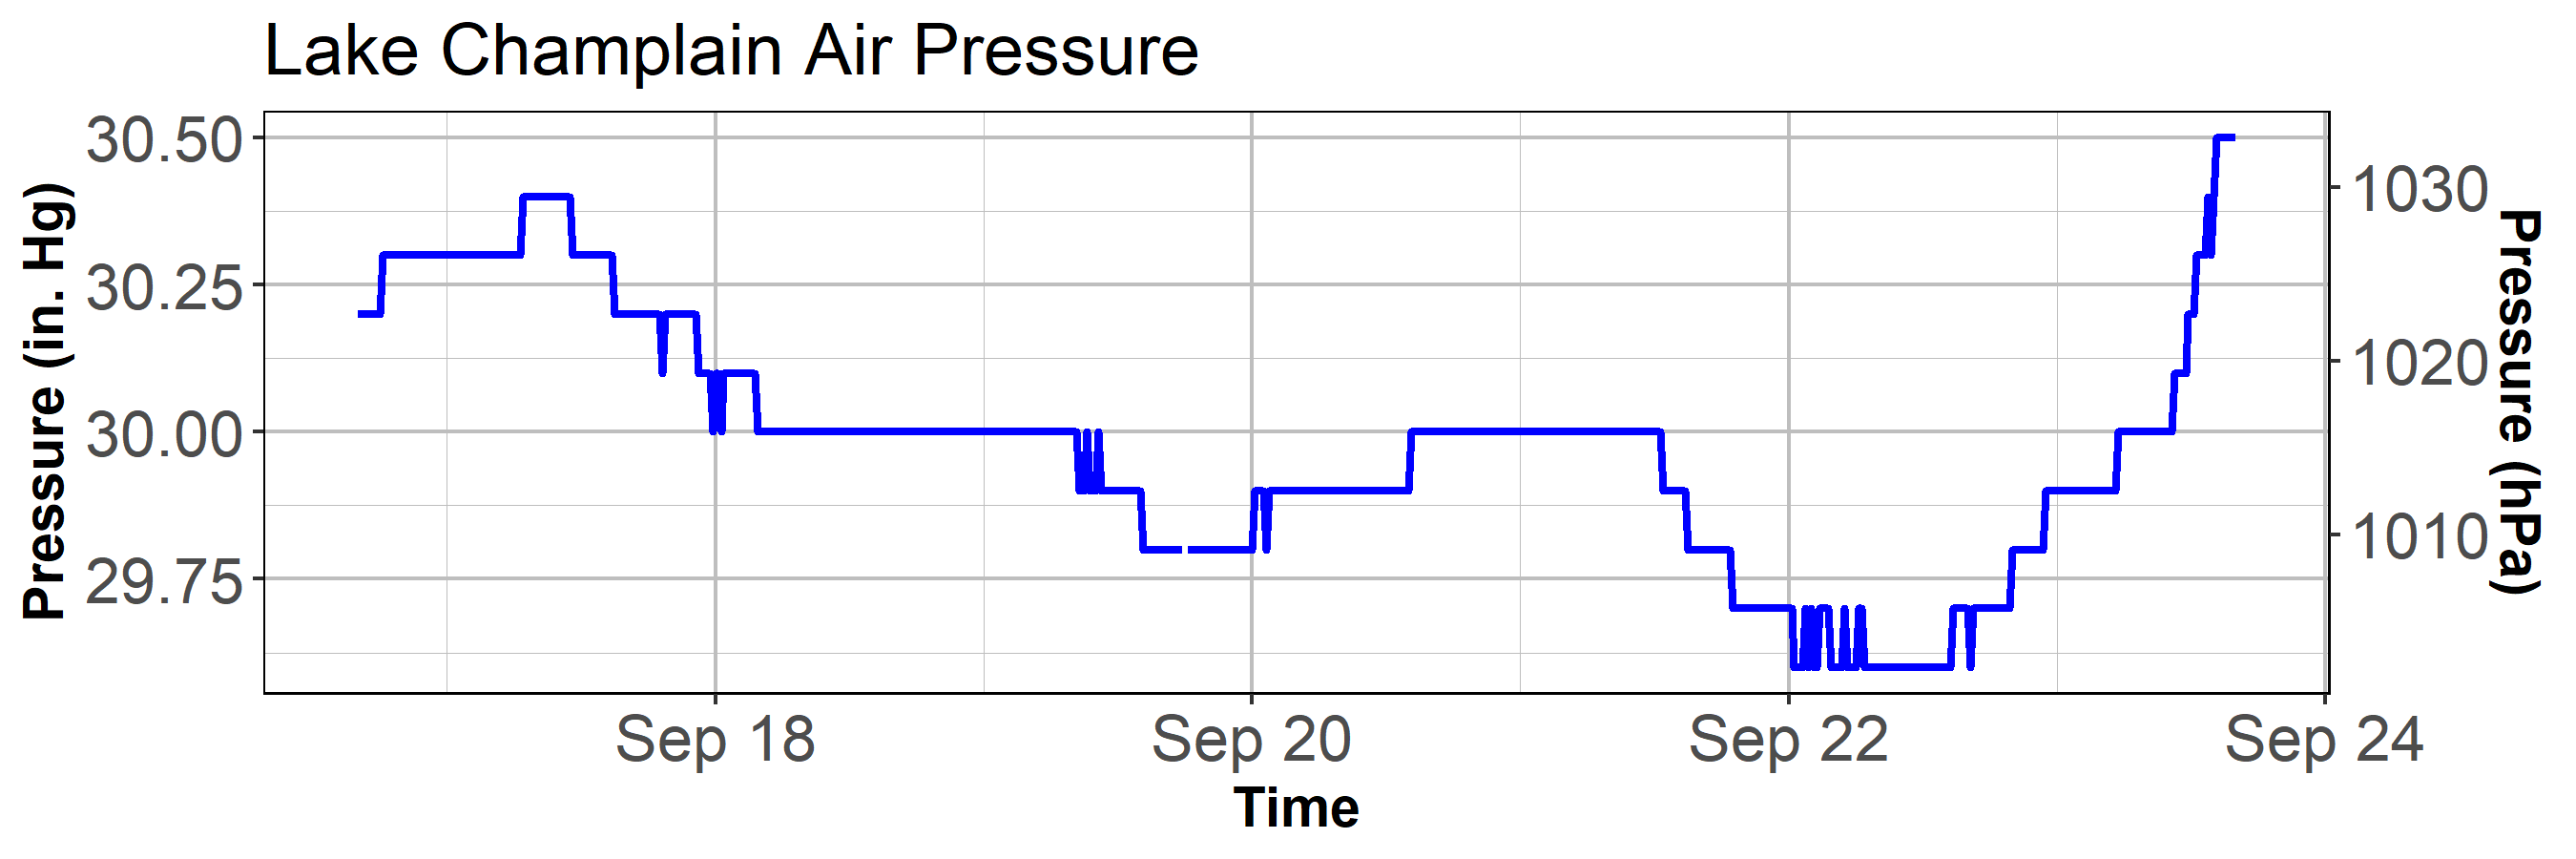 Lake Champlain Air Pressure
Pressure (in. Hg)
30.50
30.25
30.00
29.75
1030
1020
1010
Pressure (hPa)
Sep 18 Sep 20 Sep 22 Sep 24
Time